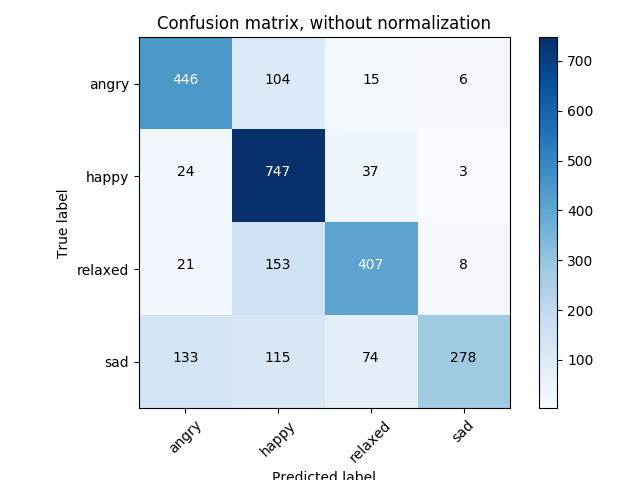 Confusion matrix, without normalization
angry 446 104 15 6
happy 24 747 37 3
relaxed 21 153 407 8
sad 133 115 74 278
angry happy relaxed sad
True label
Predicted label
700
600
500
400
300
200
100